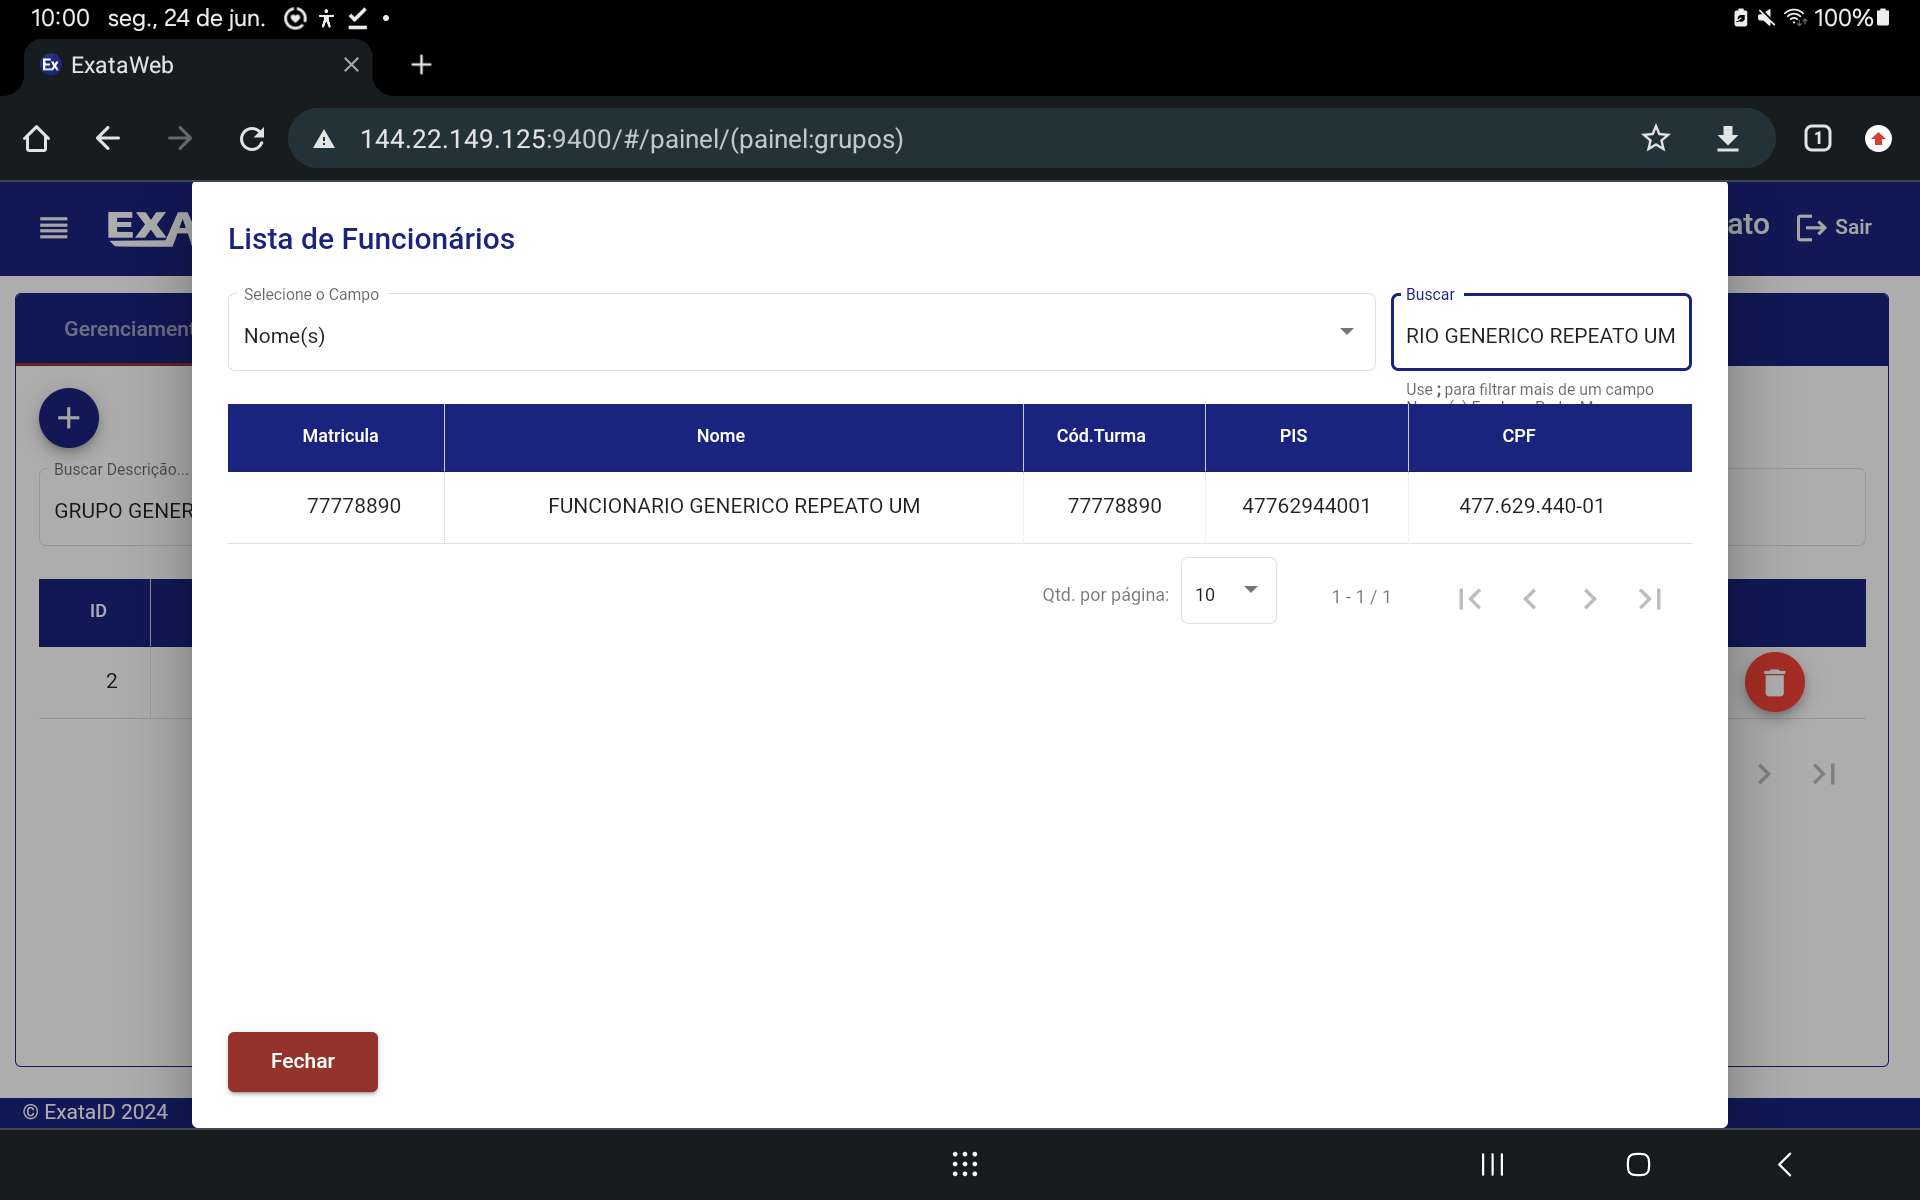 10:00 seg., 24 de jun. 100%
Ex ExataWeb
144.22.149.125:9400/#/painel/(painel:grupos) 1
EXA ato Sair
Lista de Funcionários
Selecione o Campo Buscar
Nome(s) RIO GENERICO REPEATO UM
Gerenciament
Use ; para filtrar mais de um campo
Matricula Nome Cód.Turma PIS CPF
Buscar Descrição...
77778890 FUNCIONARIO GENERICO REPEATO UM 77778890 47762944001 477.629.440-01
GRUPO GENER
Qtd. por página: 10 1 - 1 / 1
ID
2
Fechar
© ExataID 2024